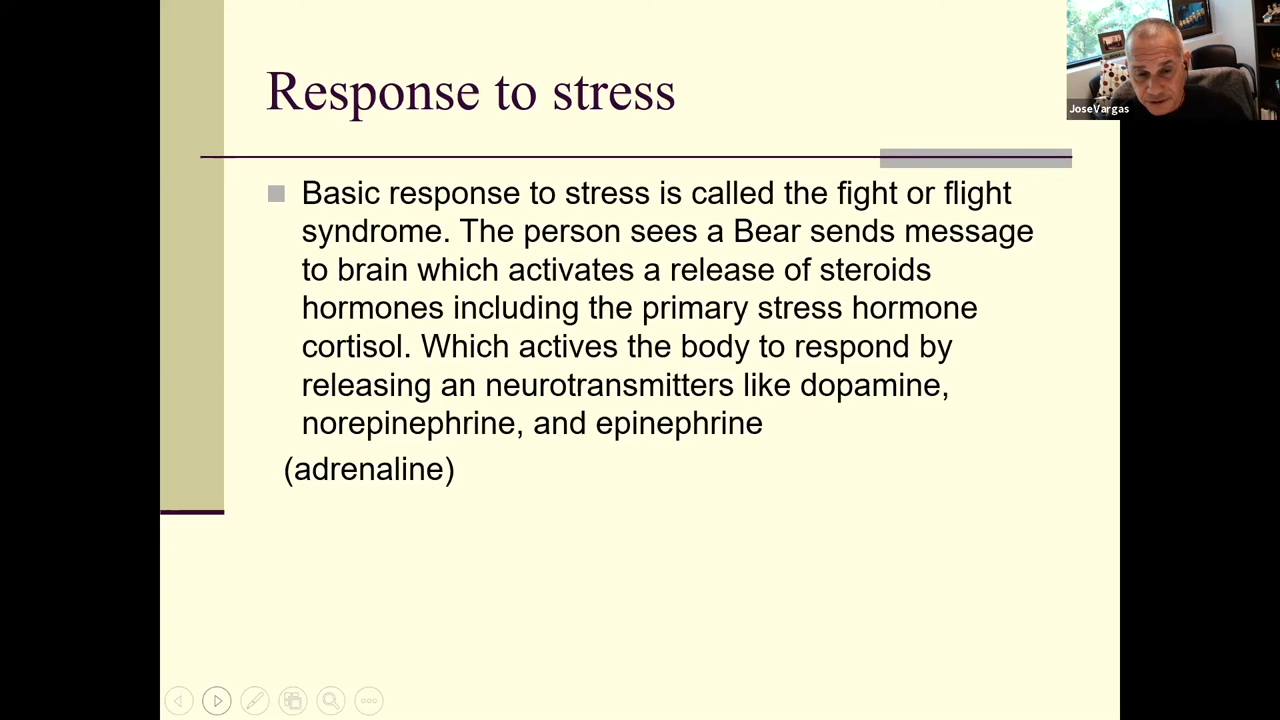 Response to stress
JoseVargas
Basic response to stress is called the fight or flight
syndrome. The person sees a Bear sends message
to brain which activates a release of steroids
hormones including the primary stress hormone
cortisol. Which actives the body to respond by
releasing an neurotransmitters like dopamine,
norepinephrine, and epinephrine
(adrenaline)